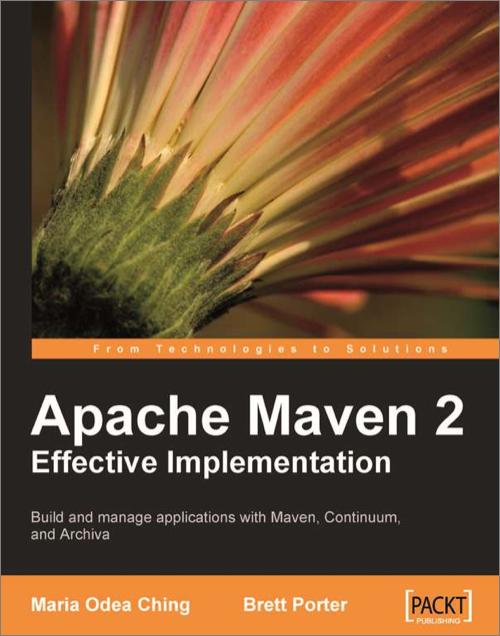 From Technologies to Solutions
Apache Maven 2
Effective Implementation
Build and manage applications with Maven, Continuum,
and Archiva
Maria Odea Ching Brett Porter
PACKT
PUBLISHING